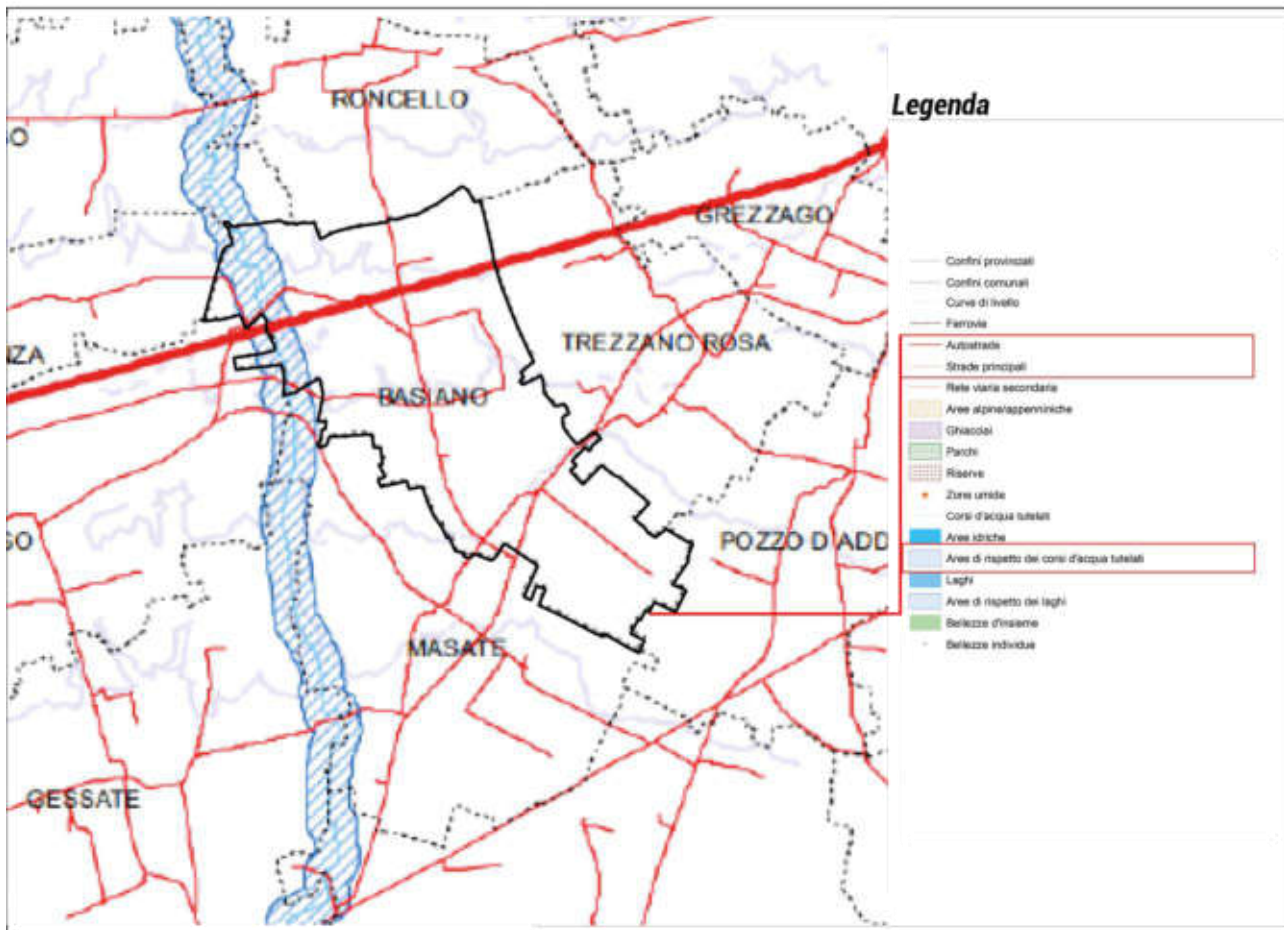 RONCELLO
Legenda
O
GREZZAGO
Confini provinciali
Confini comunali
Curve di livello
Ferrovie
TREZZANO ROSA
Autostrade
NZA
Strade principali
BASIANO
Rete viaria secondaria
Aree alpine/appenniniche
Ghiacciai
Parchi
Riserve
Zone umide
Corsi d'acqua tutelati
GO
POZZO D'ADD
Aree idriche
Aree di rispetto dei corsi d'acqua tutelati
Laghi
Aree di rispetto dei laghi
Bellezze d'insieme
MASATE
Bellezze individue
GESSATE